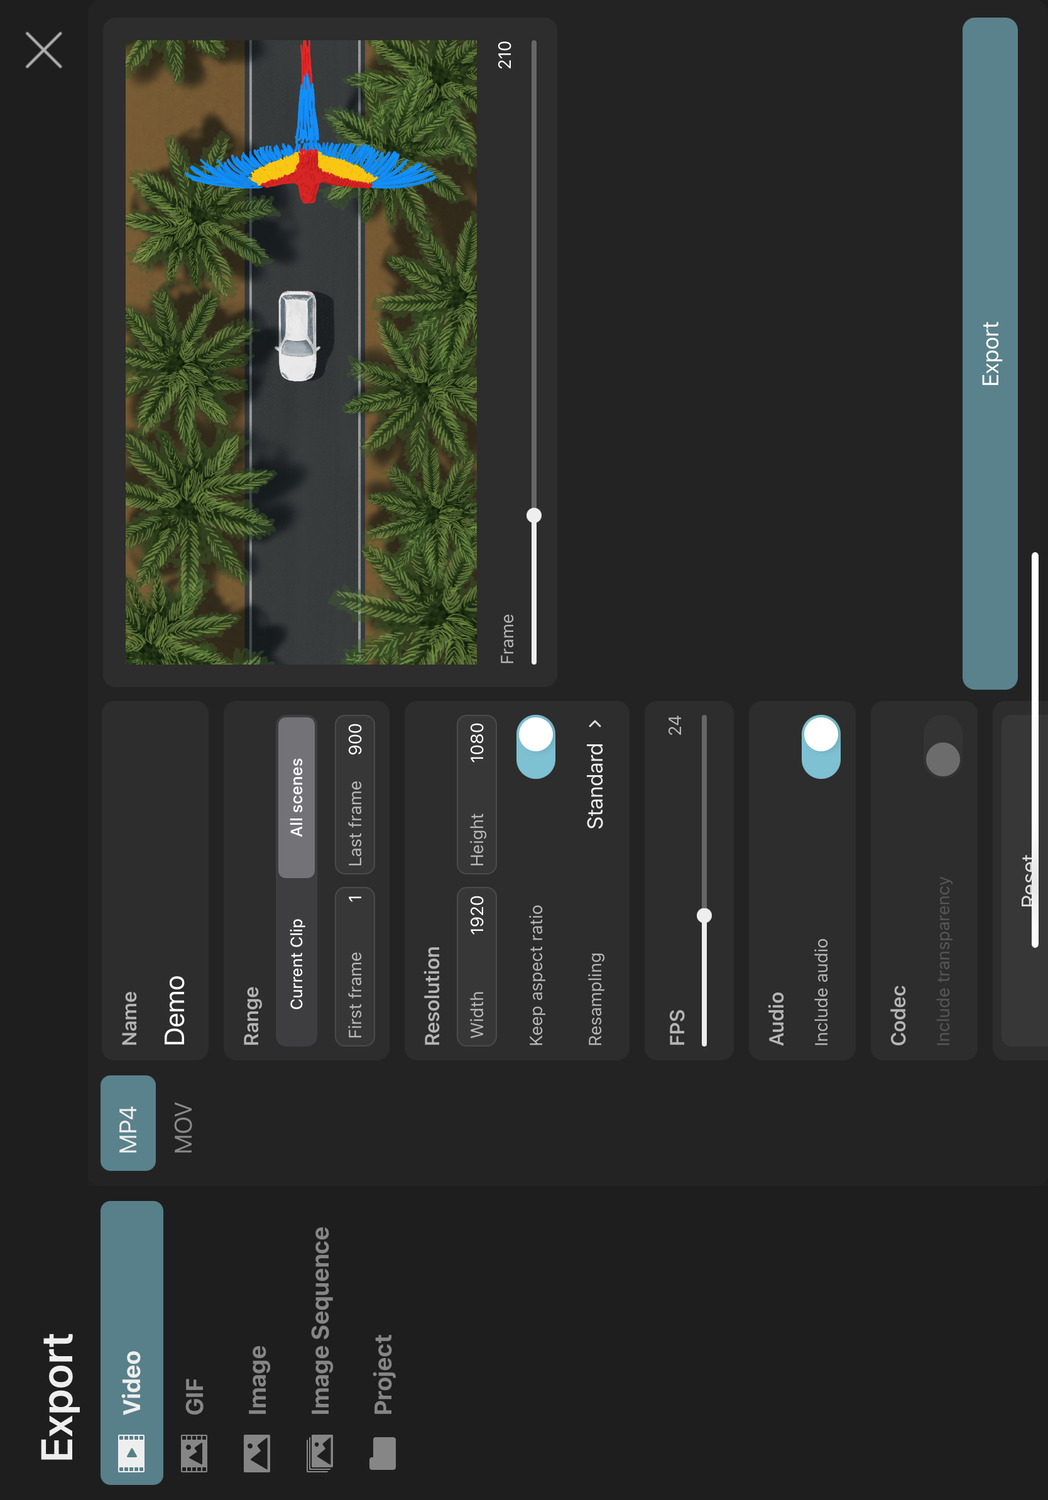 Export
Video
GIF
Image
Image Sequence
Project
MP4
MOV
Name
Demo
Range
Current Clip
All scenes
First frame 1
Last frame 900
Resolution
Width 1920
Height 1080
Keep aspect ratio
Resampling Standard
FPS 24
Audio
Include audio
Codec
Include transparency
Reset
Frame 210
Export